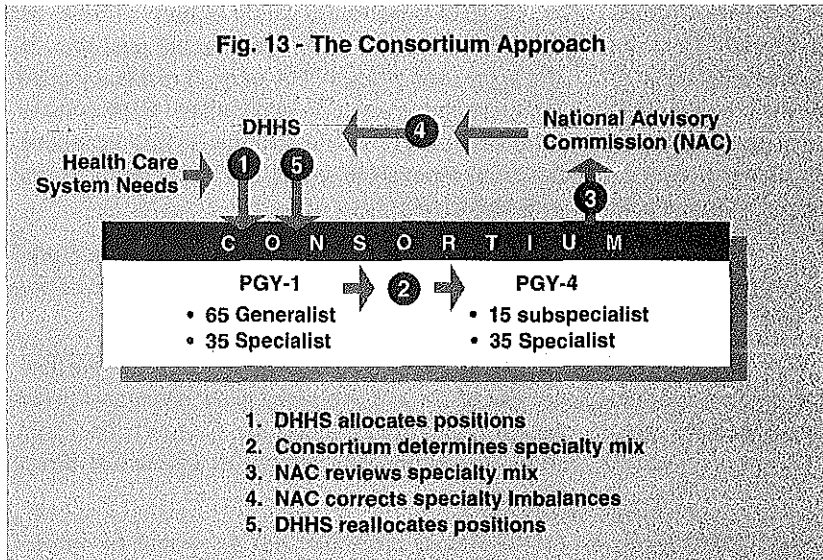 Fig. 13 - The Consortium Approach
DHHS
4
National Advisory
Commission (NAC)
Health Care
System Needs
1
5
3
CONSORTIUM
PGY-1
2
PGY-4
• 65 Generalist
• 35 Specialist
• 15 subspecialist
• 35 Specialist
1. DHHS allocates positions
2. Consortium determines specialty mix
3. NAC reviews specialty mix
4. NAC corrects specialty Imbalances
5. DHHS reallocates positions